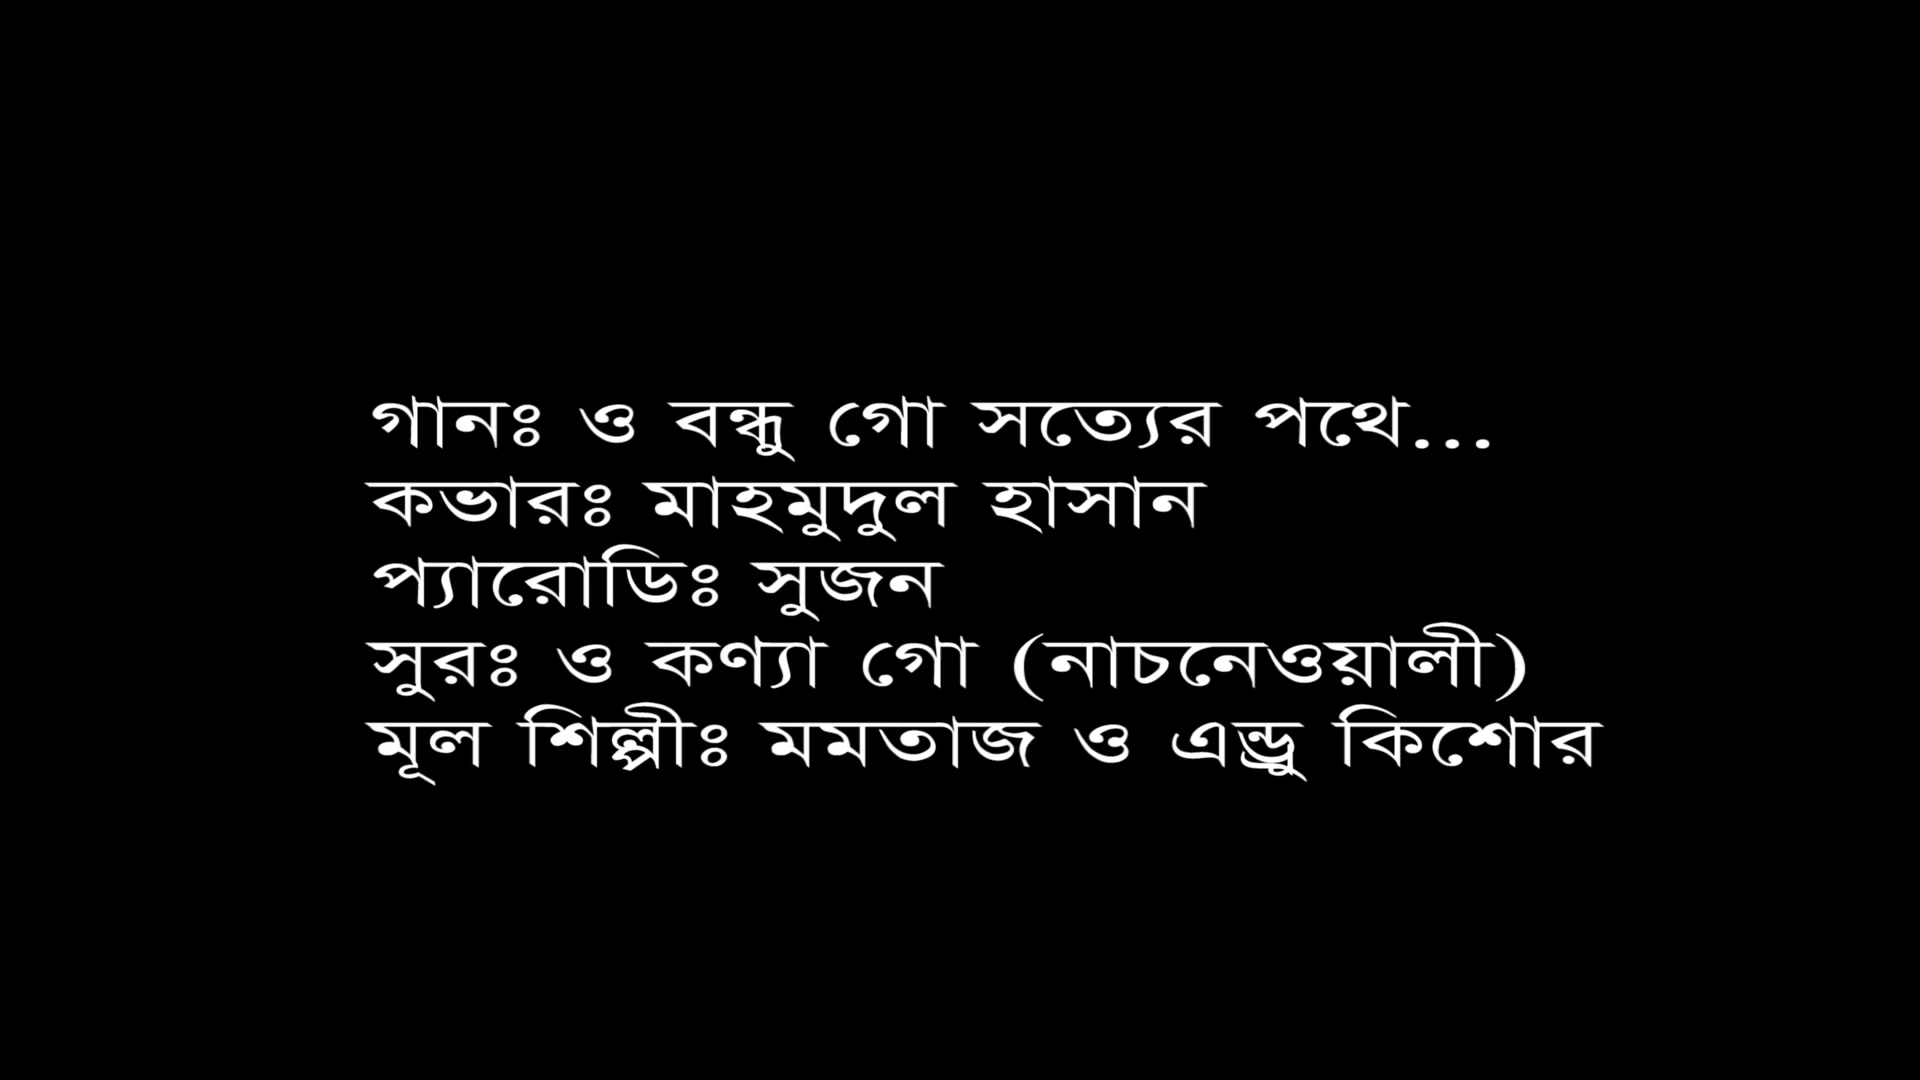 গানঃ ও বন্ধু গো সত্যের পথে...
কভারঃ মাহমুদুল হাসান
প্যারোডিঃ সুজন
সুরঃ ও কণ্যা গো (নাচনেওয়ালী)
মূল শিল্পীঃ মমতাজ ও এন্ড্রু কিশোর